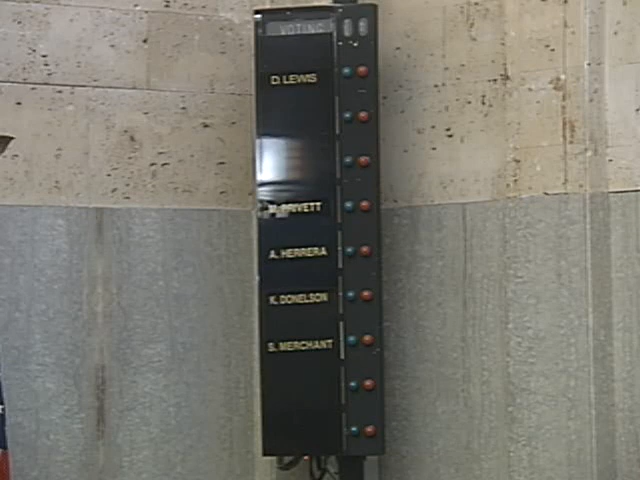 VOTING
D. LEWIS
PRIVETT
A. HERRERA
K. DONELSON
S. MERCHANT